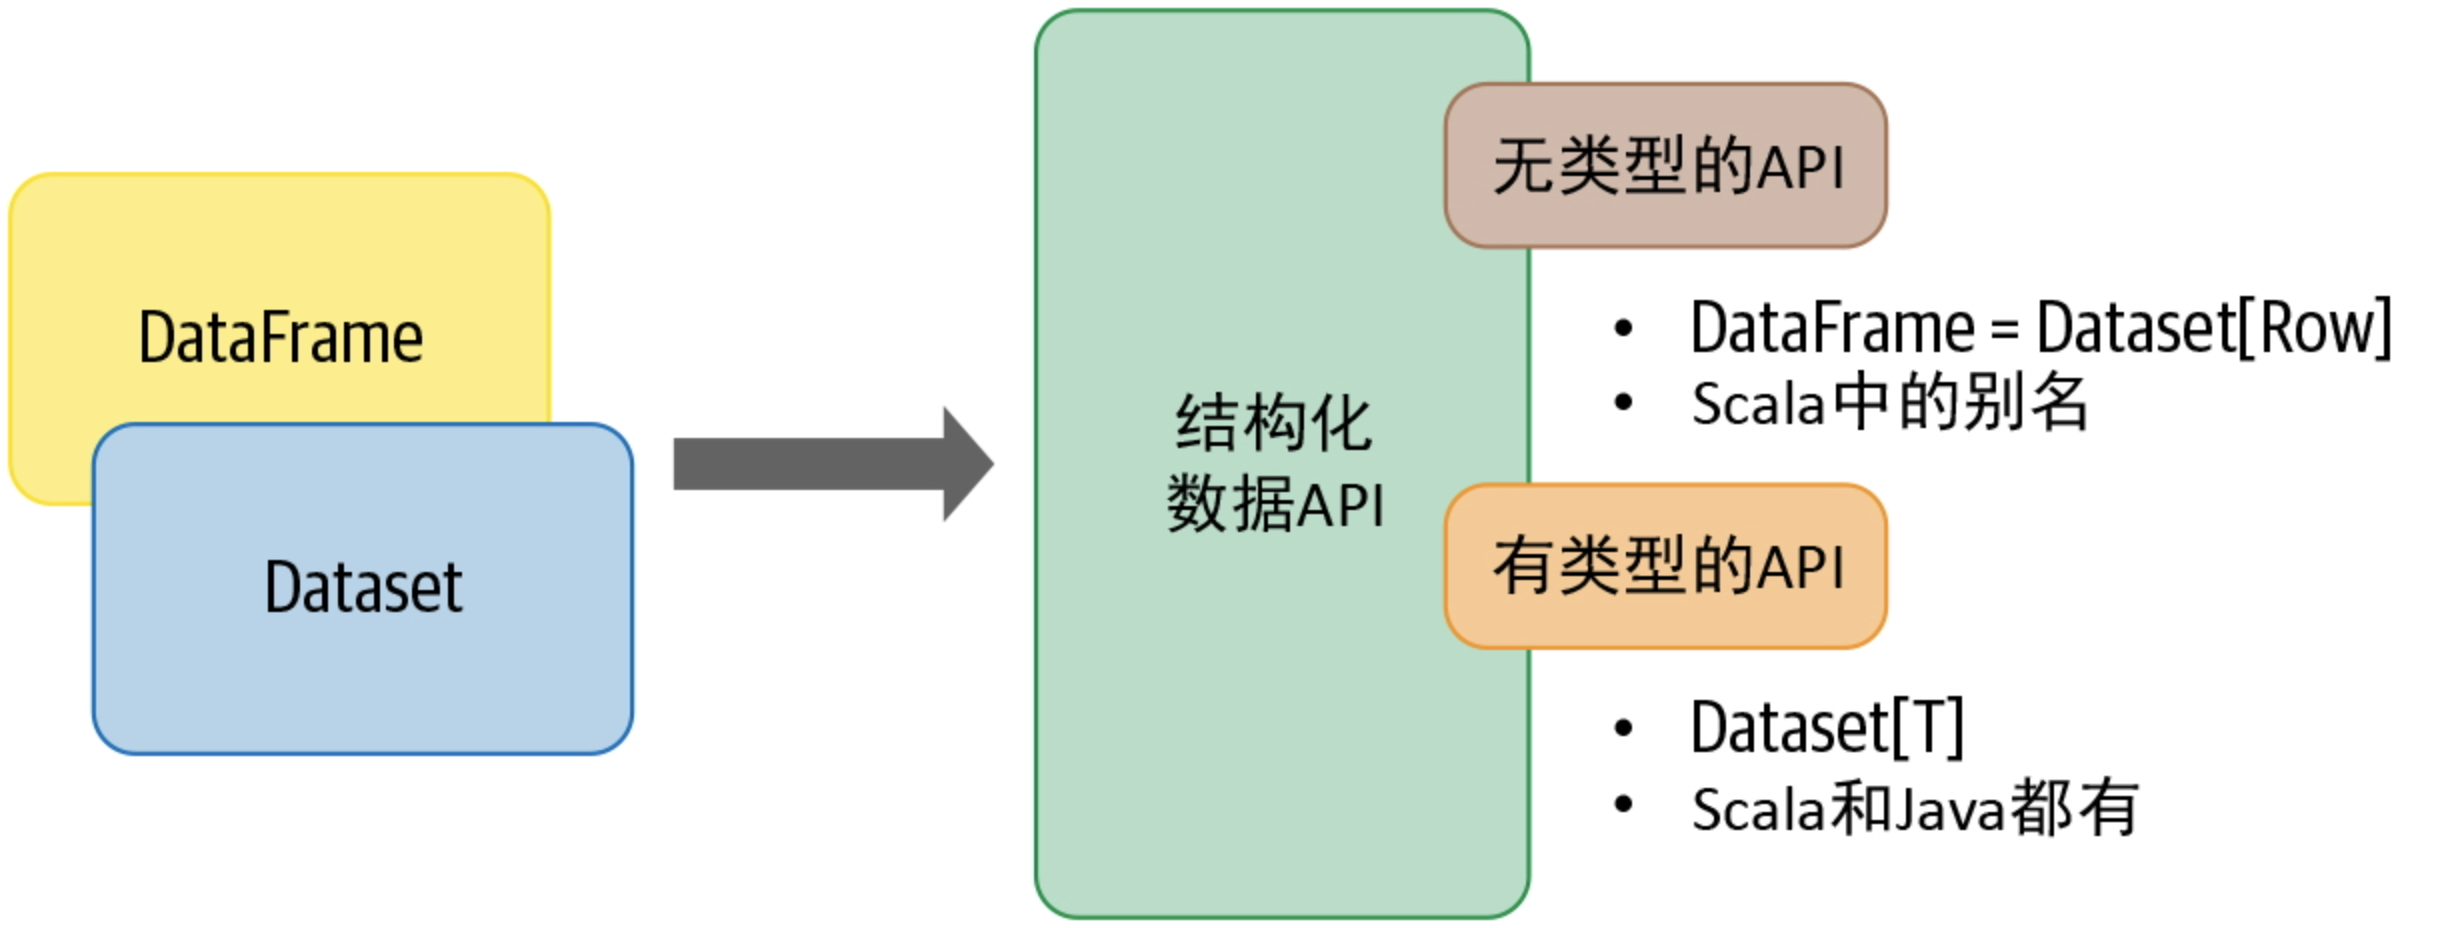 DataFrame
Dataset
结构化
数据API
无类型的API
• DataFrame = Dataset[Row]
• Scala中的别名
有类型的API
• Dataset[T]
• Scala和Java都有